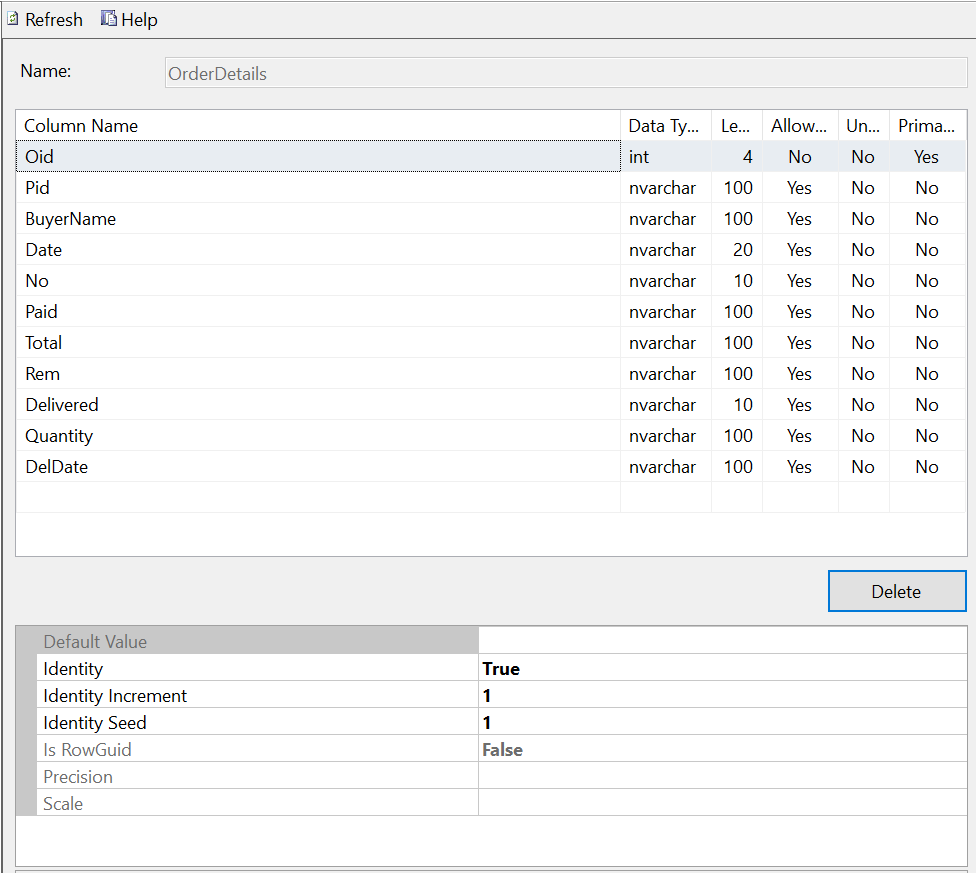 Refresh Help
Name: OrderDetails
Column Name Data Ty... Le... Allow... Un... Prima...
Oid int 4 No No Yes
Pid nvarchar 100 Yes No No
BuyerName nvarchar 100 Yes No No
Date nvarchar 20 Yes No No
No nvarchar 10 Yes No No
Paid nvarchar 100 Yes No No
Total nvarchar 100 Yes No No
Rem nvarchar 100 Yes No No
Delivered nvarchar 10 Yes No No
Quantity nvarchar 100 Yes No No
DelDate nvarchar 100 Yes No No
Delete
Default Value
Identity True
Identity Increment 1
Identity Seed 1
Is RowGuid False
Precision
Scale